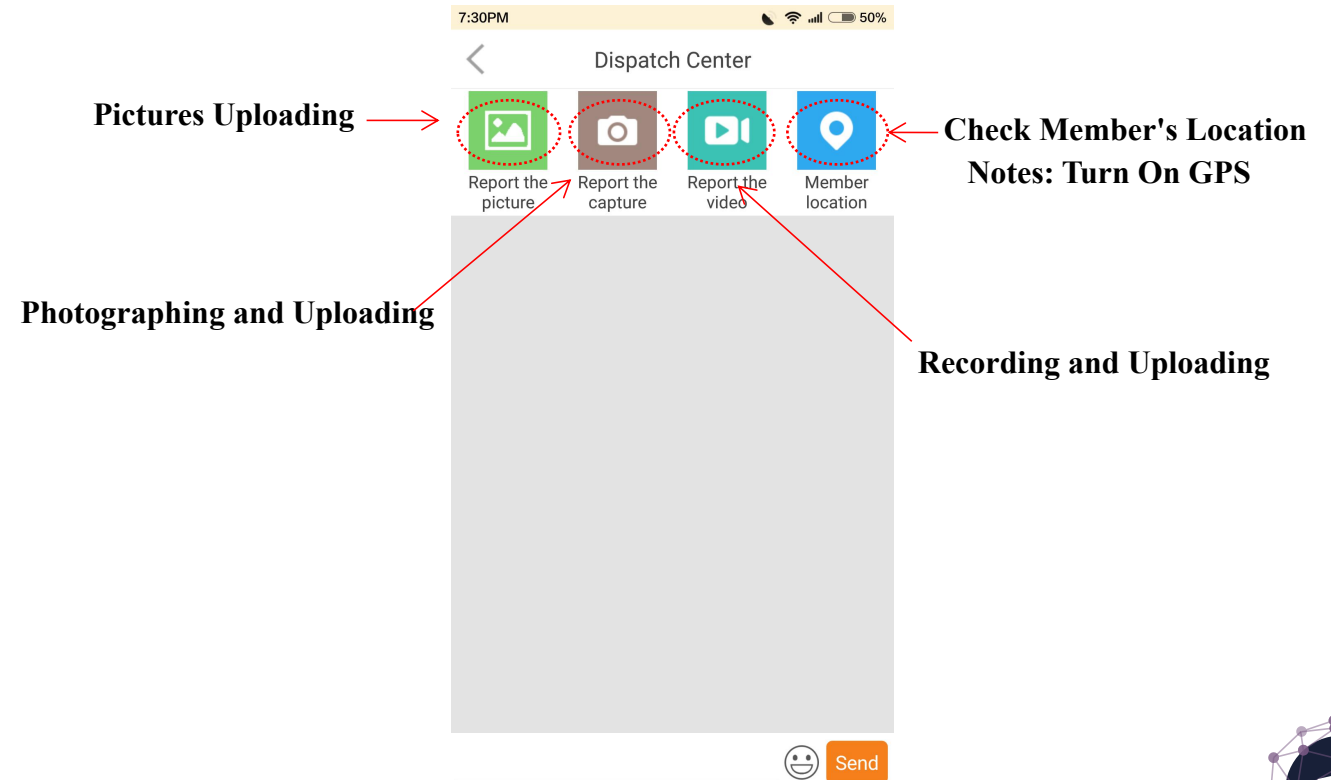 7:30PM
50%
Dispatch Center
Pictures Uploading
Check Member's Location
Notes: Turn On GPS
Report the
picture
Report the
capture
Report the
video
Member
location
Photographing and Uploading
Recording and Uploading
Send